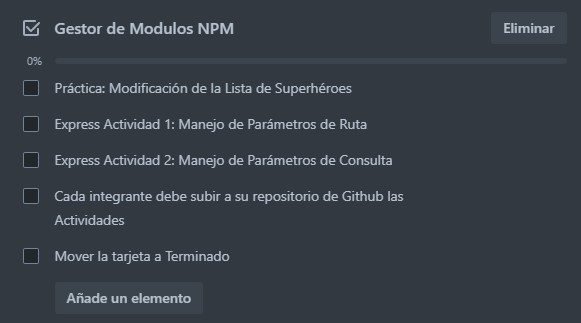 Gestor de Modulos NPM
Eliminar
0%
Práctica: Modificación de la Lista de Superhéroes
Express Actividad 1: Manejo de Parámetros de Ruta
Express Actividad 2: Manejo de Parámetros de Consulta
Cada integrante debe subir a su repositorio de Github las
Actividades
Mover la tarjeta a Terminado
Añade un elemento